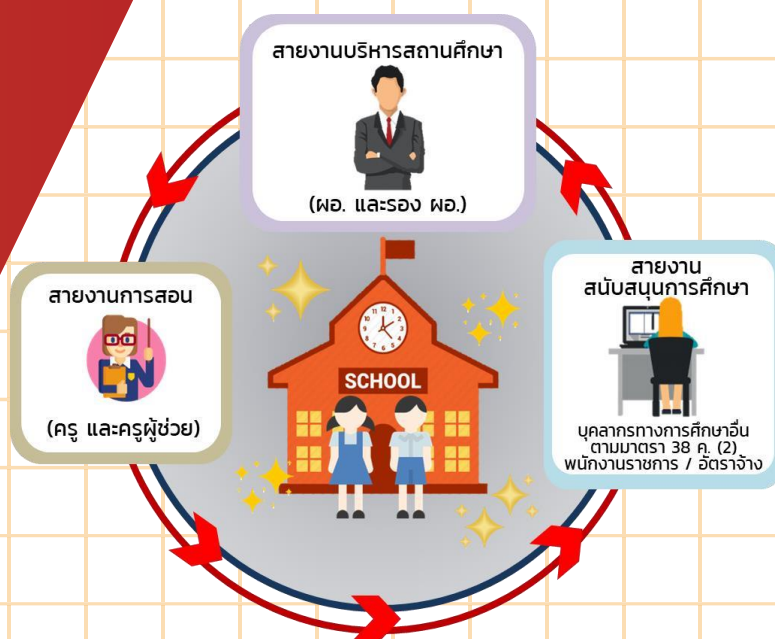 สายงานบริหารสถานศึกษา
(ผอ. และรอง ผอ.)
สายงานการสอน
(ครู และครูผู้ช่วย)
สายงาน
สนับสนุนการศึกษา
บุคลากรทางการศึกษาอื่น
ตามมาตรา 38 ค. (2)
พนักงานราชการ / อัตราจ้าง
SCHOOL